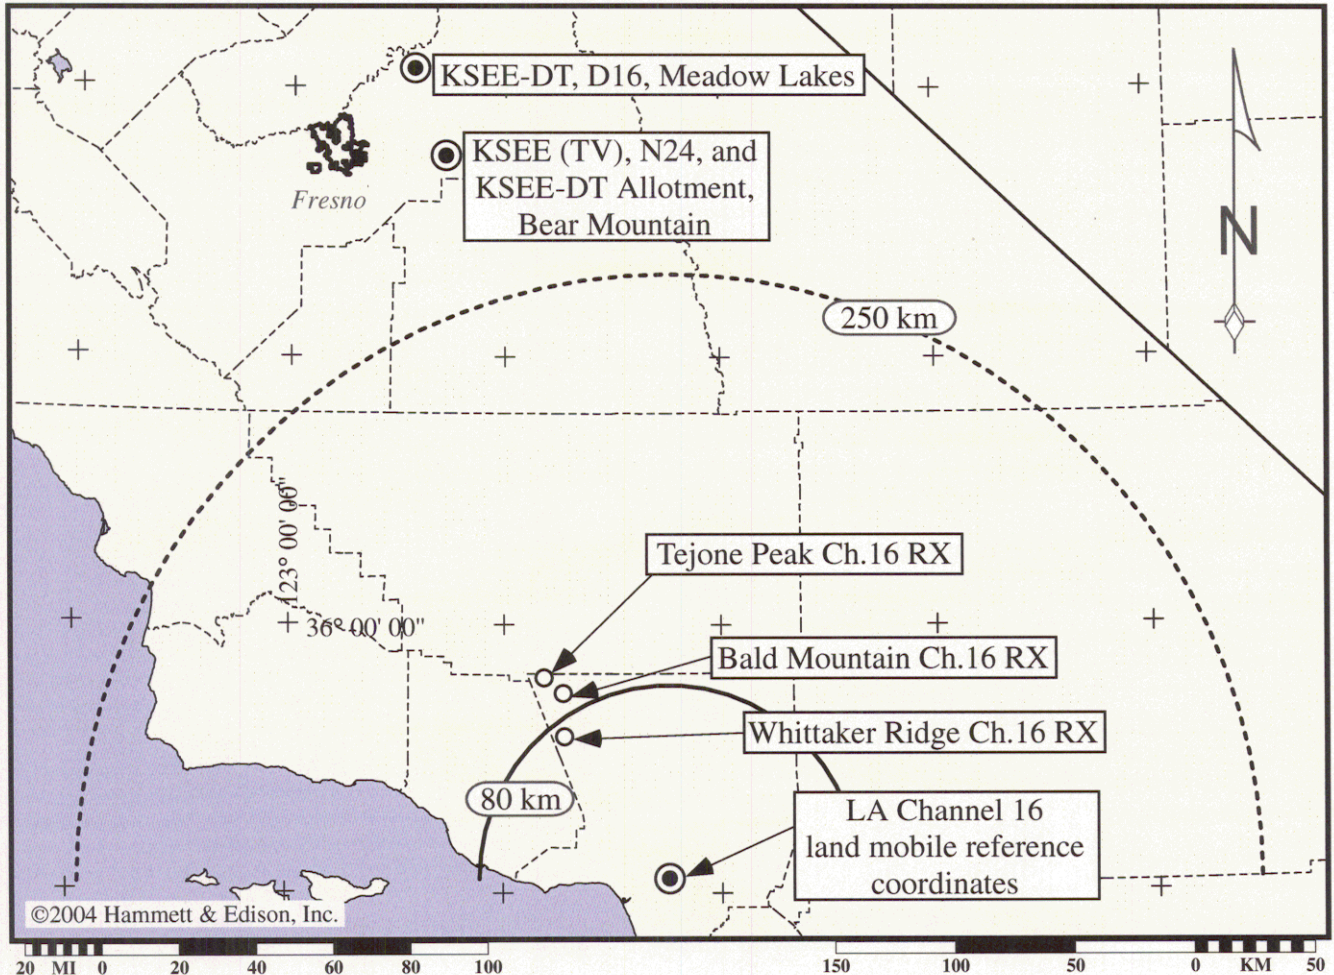 KSEE-DT, D16, Meadow Lakes
KSEE (TV), N24, and
KSEE-DT Allotment,
Bear Mountain
Fresno
N
250 km
123° 00' 00"
36° 00' 00"
Tejone Peak Ch.16 RX
Bald Mountain Ch.16 RX
Whittaker Ridge Ch.16 RX
80 km
LA Channel 16
land mobile reference
coordinates
©2004 Hammett & Edison, Inc.
20 MI 0 20 40 60 80 100 150 100 50 0 KM 50